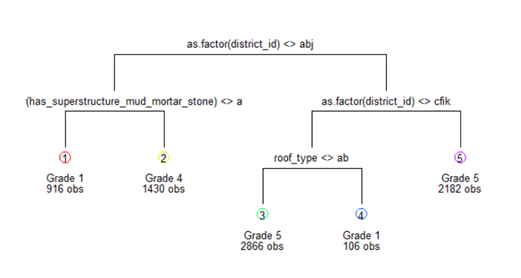 as.factor(district_id) <> abj
(has_superstructure_mud_mortar_stone) <> a
as.factor(district_id) <> cfik
1
Grade 1
916 obs
2
Grade 4
1430 obs
roof_type <> ab
5
Grade 5
2182 obs
3
Grade 5
2866 obs
4
Grade 1
106 obs